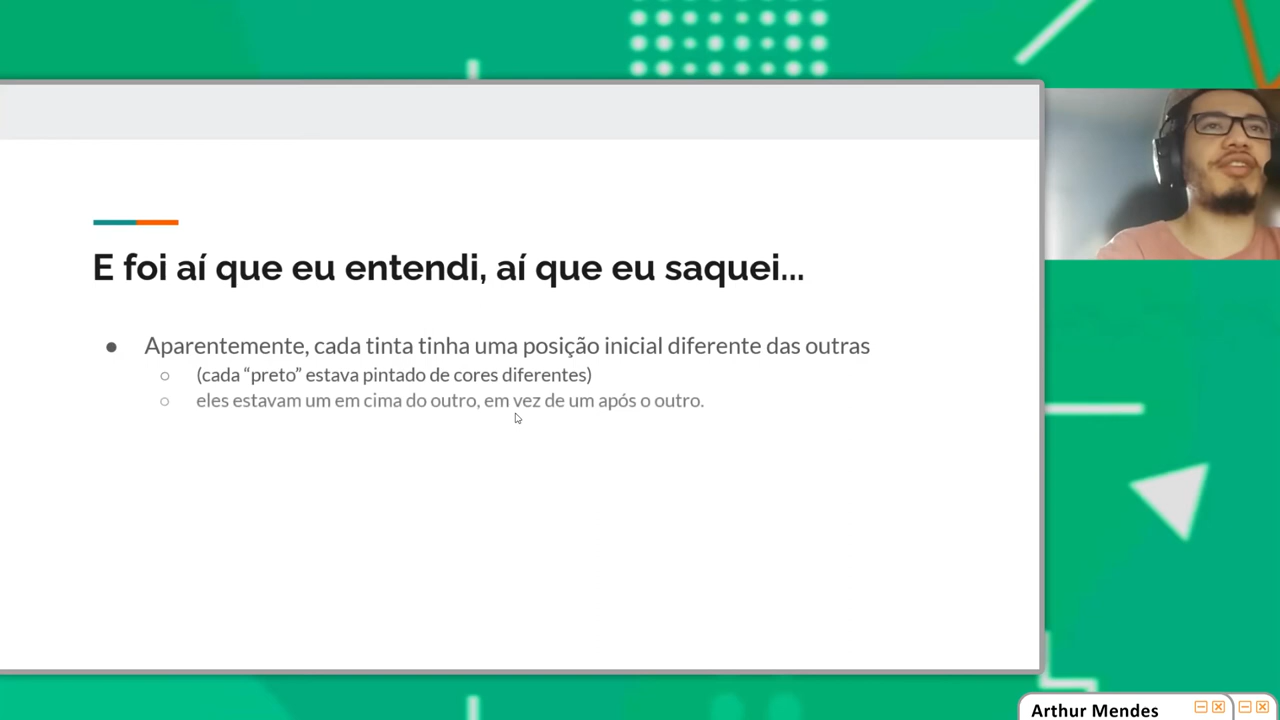 E foi aí que eu entendi, aí que eu saquei...
● Aparentemente, cada tinta tinha uma posição inicial diferente das outras
○ (cada “preto” estava pintado de cores diferentes)
○ eles estavam um em cima do outro, em vez de um após o outro.
Arthur Mendes